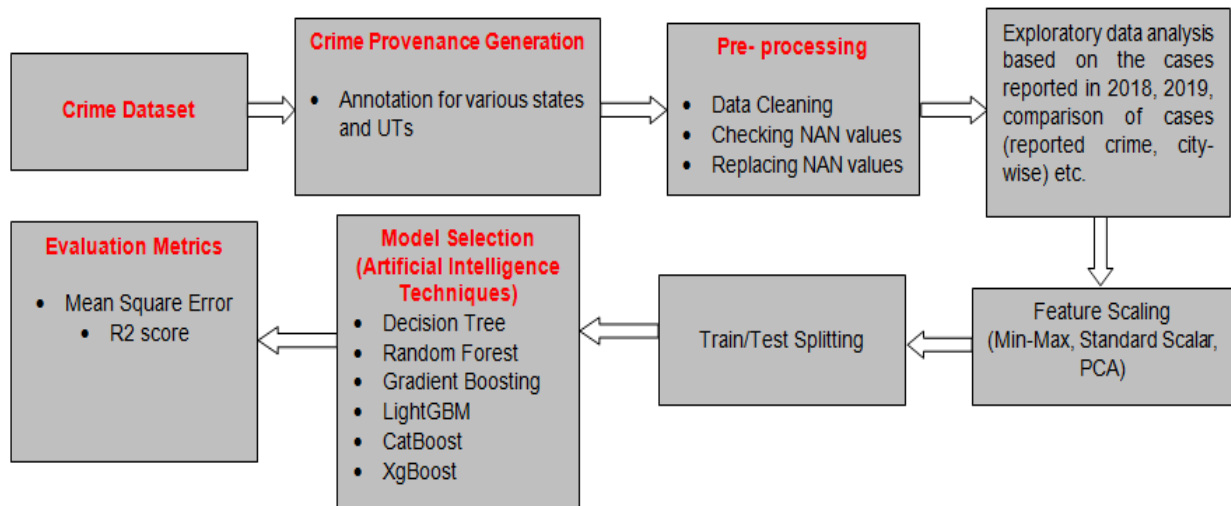 Crime Dataset
Crime Provenance Generation
• Annotation for various states
and UTs
Pre- processing
• Data Cleaning
• Checking NAN values
• Replacing NAN values
Exploratory data analysis
based on the cases
reported in 2018, 2019,
comparison of cases
(reported crime, city-
wise) etc.
Feature Scaling
(Min-Max, Standard Scalar,
PCA)
Train/Test Splitting
Model Selection
(Artificial Intelligence
Techniques)
• Decision Tree
• Random Forest
• Gradient Boosting
• LightGBM
• CatBoost
• XgBoost
Evaluation Metrics
• Mean Square Error
• R2 score